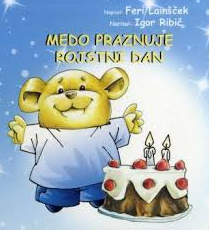 Napisal: Feri Lainšček
Narisal: Igor Ribič
MEDO PRAZNUJE
ROJSTNI DAN